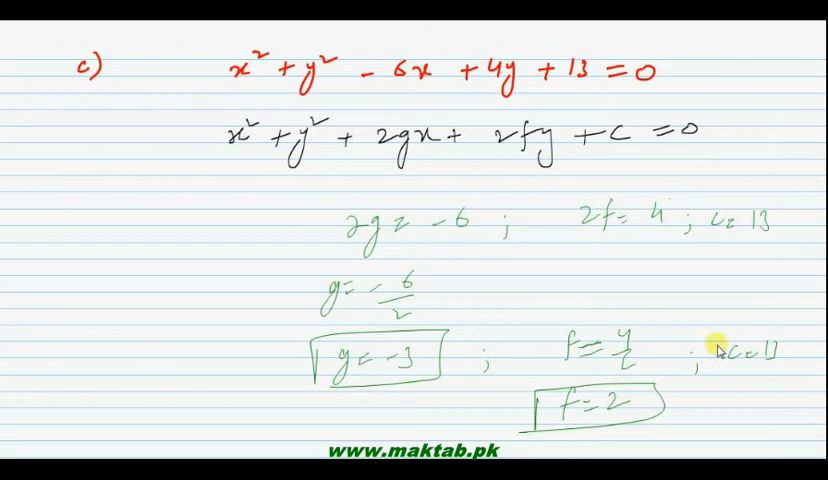 c) x² + y² - 6x + 4y + 13 = 0
x² + y² + 2gx + 2fy + c = 0
2g = -6 ; 2f = 4 ; c = 13
g = -6/2
g = -3 ; f = 4/2 ; c = 13
f = 2
www.maktab.pk